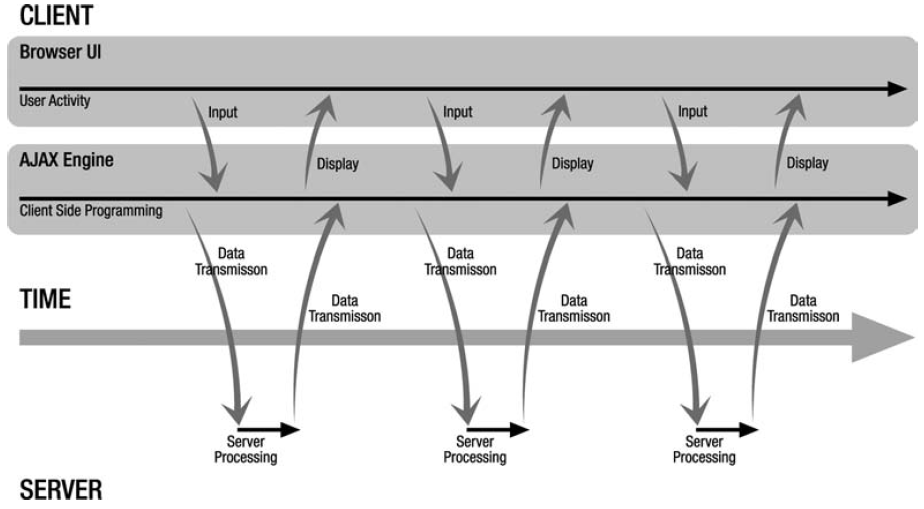 CLIENT
Browser UI
User Activity
Input
Input
Input
AJAX Engine
Display
Display
Display
Client Side Programming
Data
Transmisson
Data
Transmisson
Data
Transmisson
TIME
Data
Transmisson
Data
Transmisson
Data
Transmisson
Server
Processing
Server
Processing
Server
Processing
SERVER